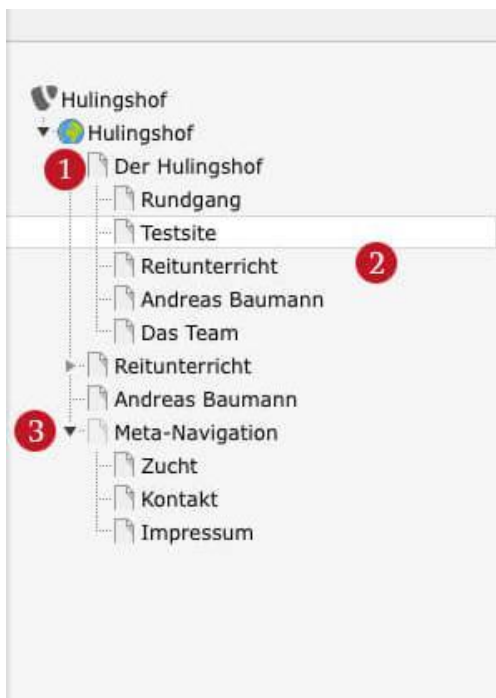 Hulingshof
Hulingshof
1 Der Hulingshof
Rundgang
Testsite
Reitunterricht 2
Andreas Baumann
Das Team
Reitunterricht
Andreas Baumann
3 Meta-Navigation
Zucht
Kontakt
Impressum